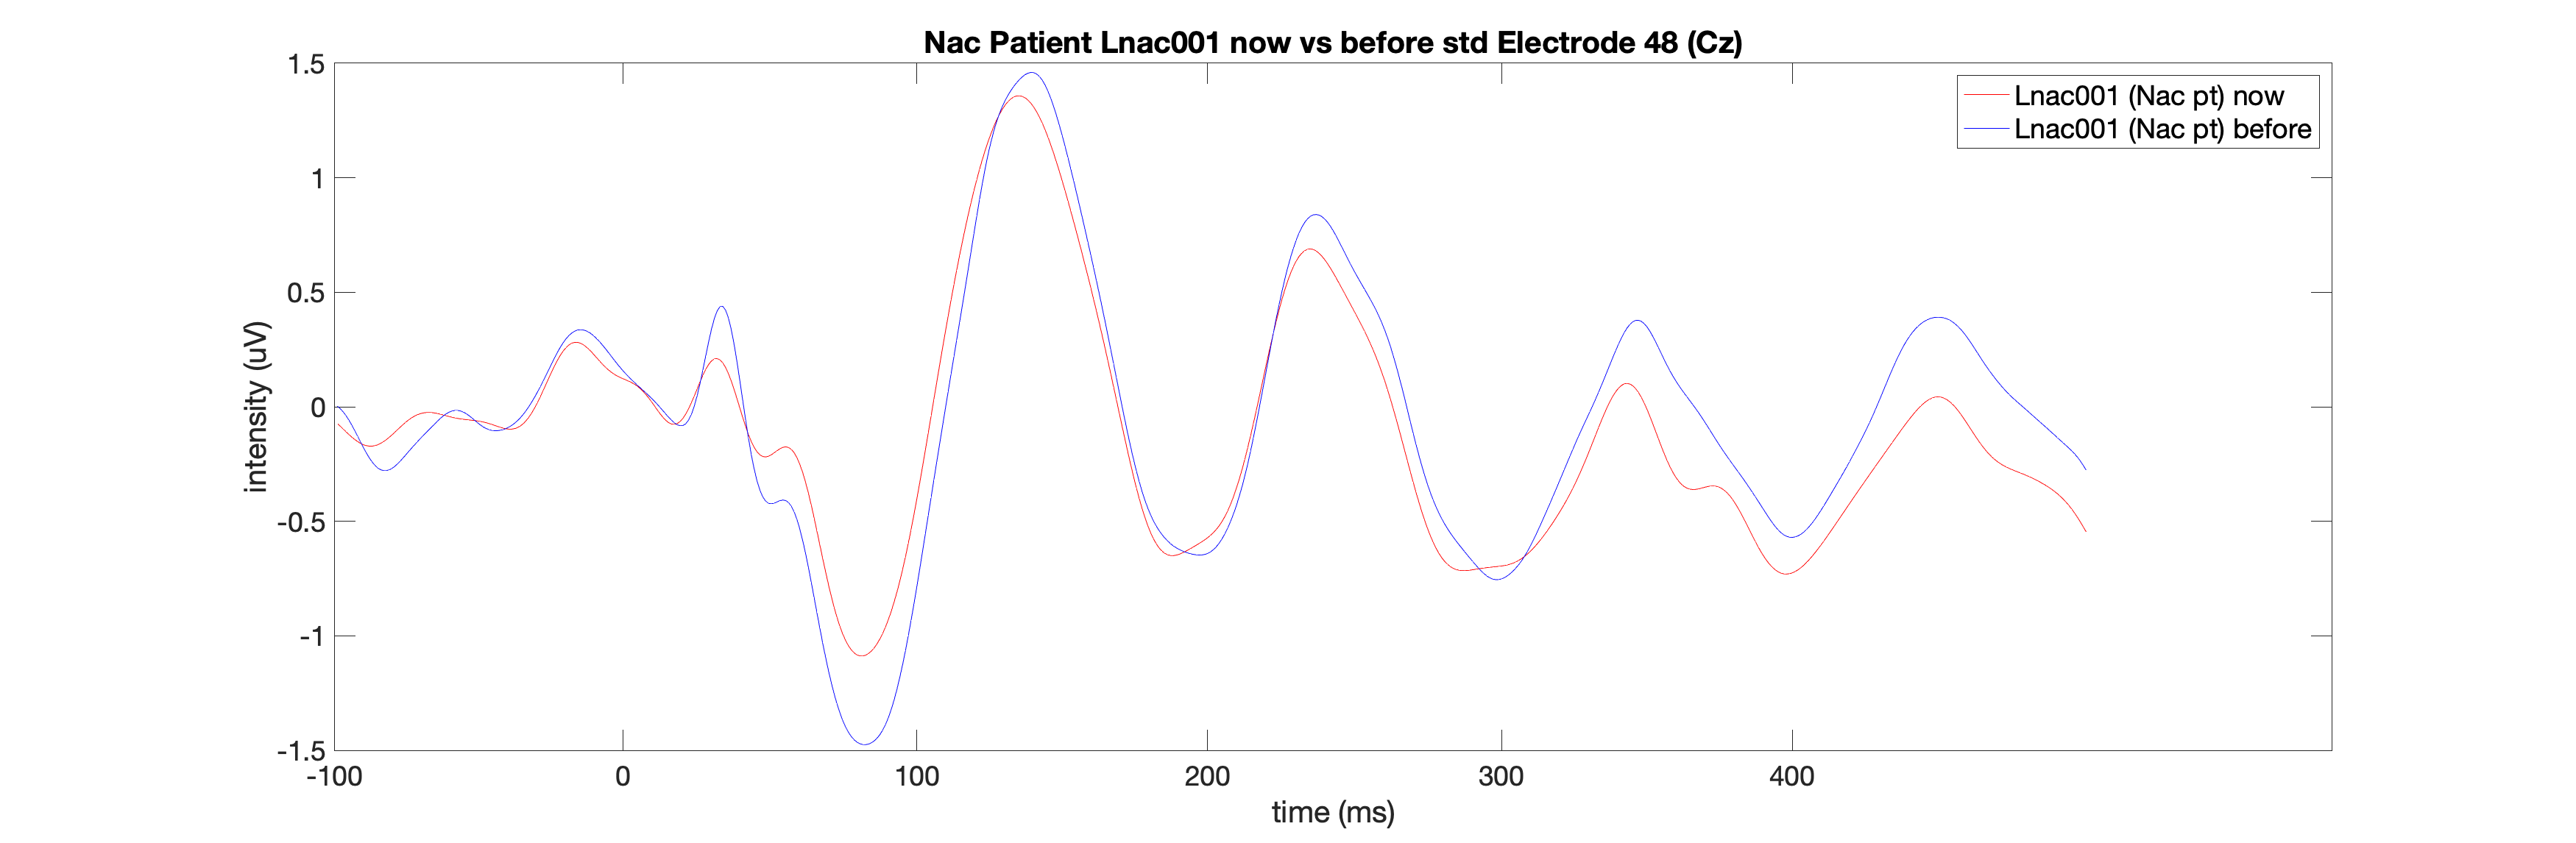 Nac Patient Lnac001 now vs before std Electrode 48 (Cz)
Lnac001 (Nac pt) now
Lnac001 (Nac pt) before
1.5
1
0.5
0
-0.5
-1
-1.5
intensity (uV)
-100 0 100 200 300 400
time (ms)